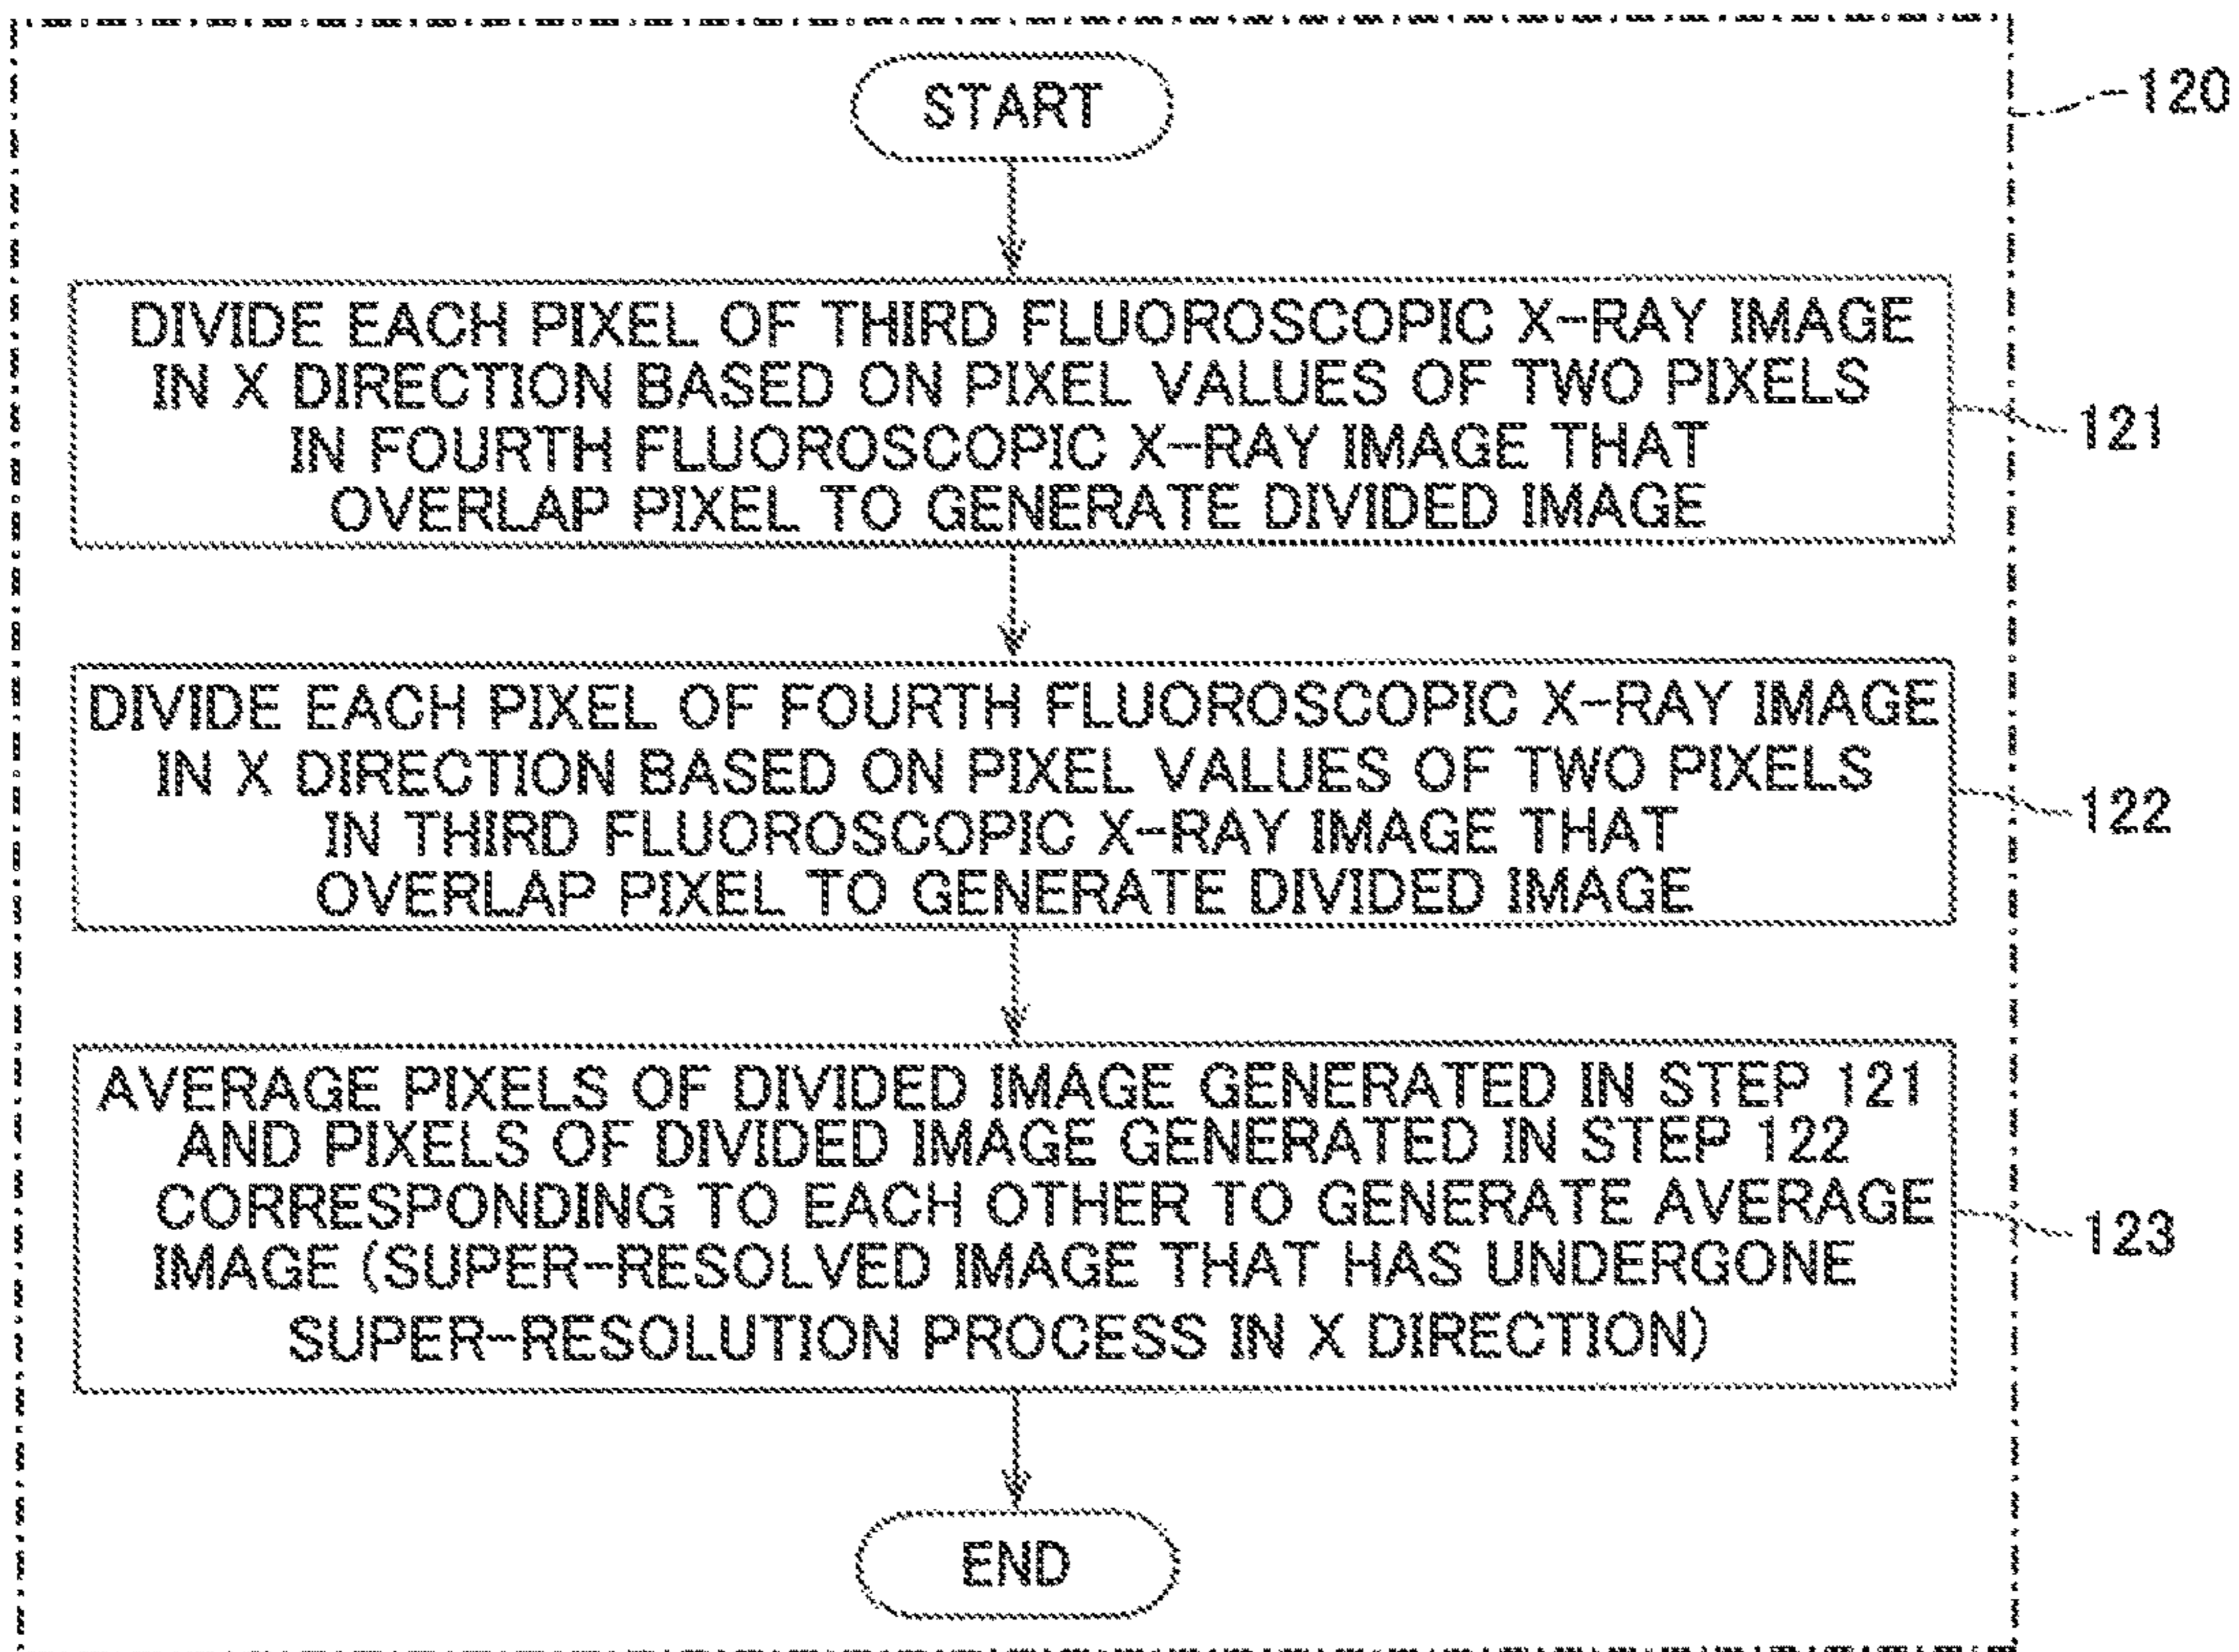 START
120
DIVIDE EACH PIXEL OF THIRD FLUOROSCOPIC X-RAY IMAGE
IN X DIRECTION BASED ON PIXEL VALUES OF TWO PIXELS
IN FOURTH FLUOROSCOPIC X-RAY IMAGE THAT
OVERLAP PIXEL TO GENERATE DIVIDED IMAGE
121
DIVIDE EACH PIXEL OF FOURTH FLUOROSCOPIC X-RAY IMAGE
IN X DIRECTION BASED ON PIXEL VALUES OF TWO PIXELS
IN THIRD FLUOROSCOPIC X-RAY IMAGE THAT
OVERLAP PIXEL TO GENERATE DIVIDED IMAGE
122
AVERAGE PIXELS OF DIVIDED IMAGE GENERATED IN STEP 121
AND PIXELS OF DIVIDED IMAGE GENERATED IN STEP 122
CORRESPONDING TO EACH OTHER TO GENERATE AVERAGE
IMAGE (SUPER-RESOLVED IMAGE THAT HAS UNDERGONE
SUPER-RESOLUTION PROCESS IN X DIRECTION)
123
END